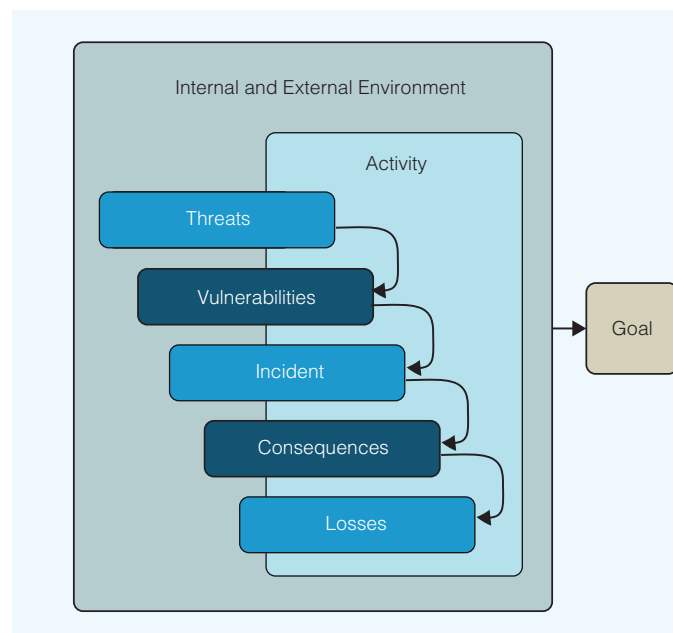 Internal and External Environment
Activity
Threats
Vulnerabilities
Incident
Consequences
Losses
Goal